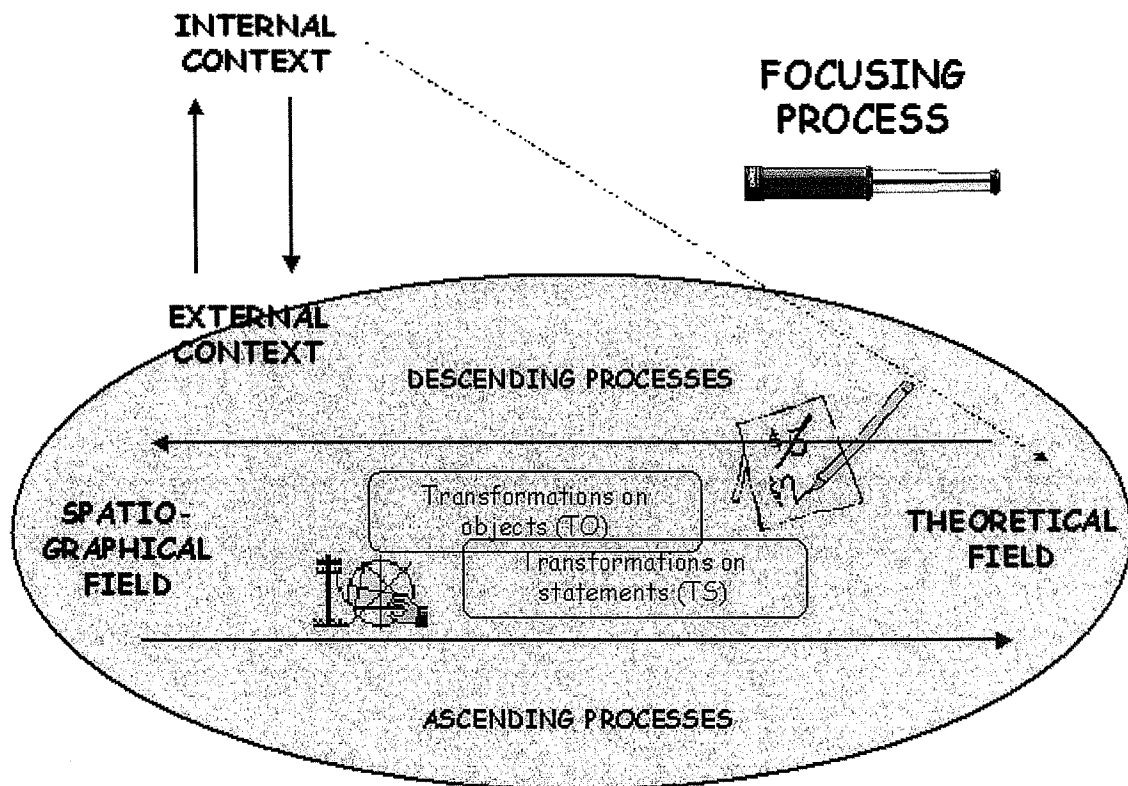 INTERNAL
CONTEXT
FOCUSING
PROCESS
EXTERNAL
CONTEXT
DESCENDING PROCESSES
Transformations on
objects (TO)
SPATIO-
GRAPHICAL
FIELD
THEORETICAL
FIELD
Transformations on
statements (TS)
ASCENDING PROCESSES